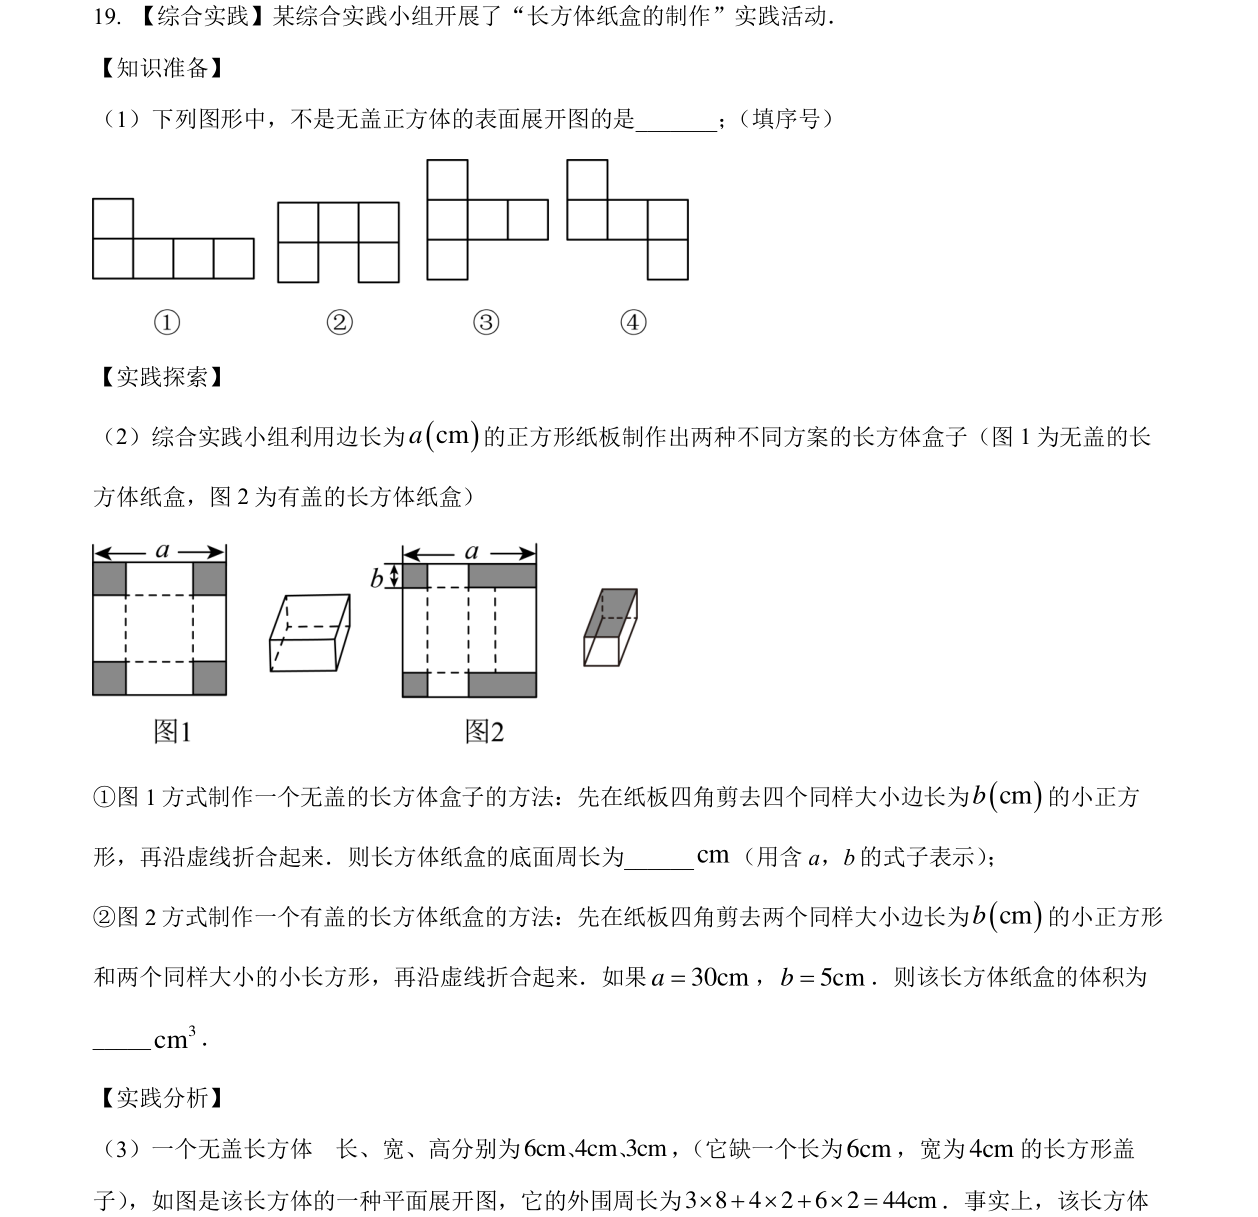 19. 【综合实践】某综合实践小组开展了“长方体纸盒的制作”实践活动.
【知识准备】
（1）下列图形中，不是无盖正方体的表面展开图的是_______;（填序号）
① ② ③ ④
【实践探索】
（2）综合实践小组利用边长为a(cm)的正方形纸板制作出两种不同方案的长方体盒子（图 1 为无盖的长
方体纸盒，图 2 为有盖的长方体纸盒）
a a
b
图1 图2
①图 1 方式制作一个无盖的长方体盒子的方法：先在纸板四角剪去四个同样大小边长为b(cm)的小正方
形，再沿虚线折合起来．则长方体纸盒的底面周长为______cm（用含 a，b 的式子表示）;
②图 2 方式制作一个有盖的长方体纸盒的方法：先在纸板四角剪去两个同样大小边长为b(cm)的小正方形
和两个同样大小的小长方形，再沿虚线折合起来．如果a=30cm，b=5cm．则该长方体纸盒的体积为
_____cm³．
【实践分析】
（3）一个无盖长方体　长、宽、高分别为6cm、4cm、3cm，（它缺一个长为6cm，宽为4cm 的长方形盖
子），如图是该长方体的一种平面展开图，它的外围周长为3×8+4×2+6×2=44cm．事实上，该长方体